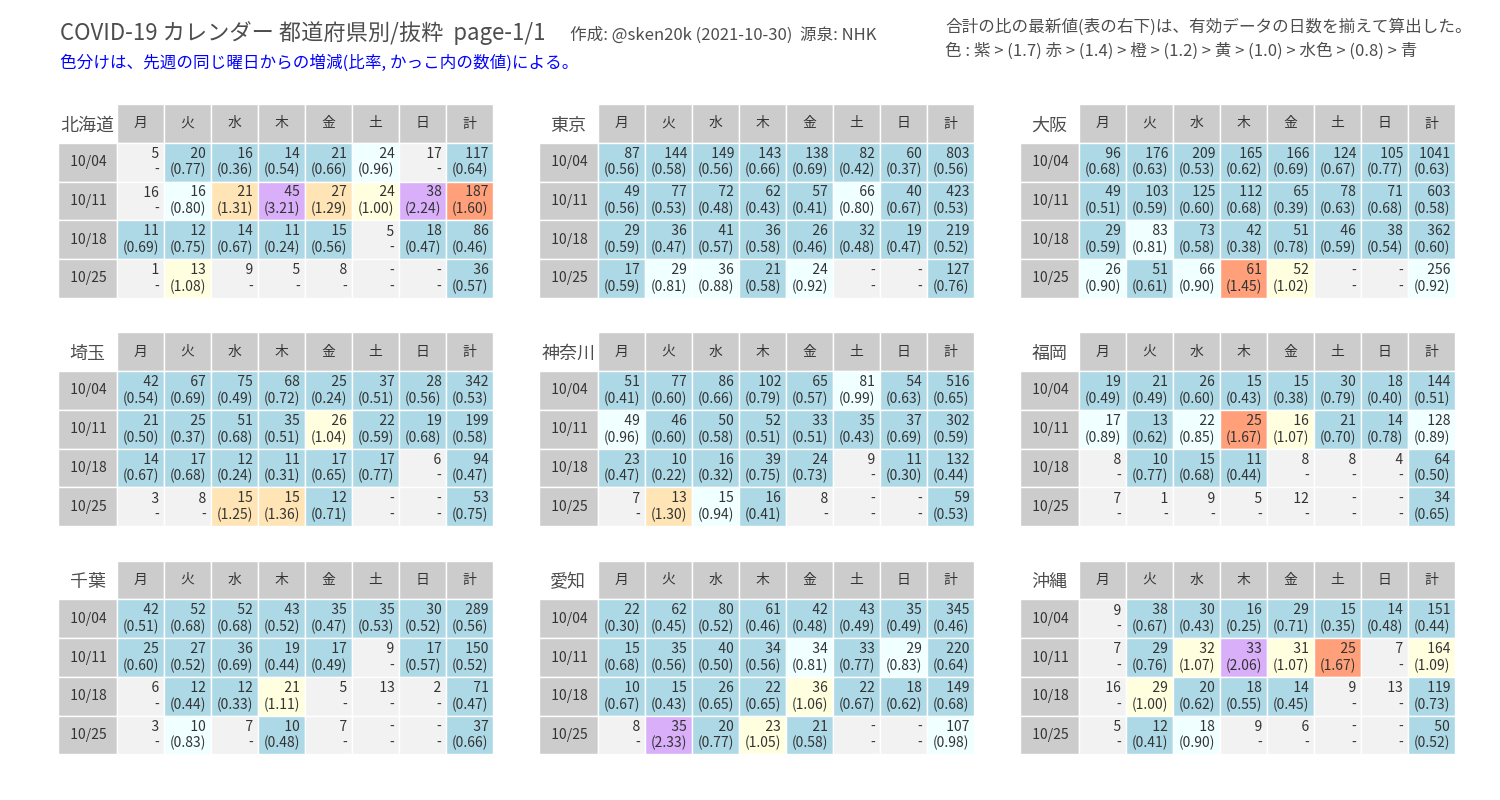 COVID-19 カレンダー 都道府県別/抜粋 page-1/1 作成: @sken20k (2021-10-30) 源泉: NHK
色分けは、先週の同じ曜日からの増減(比率, かっこ内の数値)による。
合計の比の最新値(表の右下)は、有効データの日数を揃えて算出した。
色 : 紫 > (1.7) 赤 > (1.4) > 橙 > (1.2) > 黄 > (1.0) > 水色 > (0.8) > 青
北海道 月 火 水 木 金 土 日 計
10/04 5 20 16 14 21 24 17 117
- (0.77) (0.36) (0.54) (0.66) (0.96) - (0.64)
10/11 16 16 21 45 27 24 38 187
- (0.80) (1.31) (3.21) (1.29) (1.00) (2.24) (1.60)
10/18 11 12 14 11 15 5 18 86
(0.69) (0.75) (0.67) (0.24) (0.56) - (0.47) (0.46)
10/25 1 13 9 5 8 - - 36
- (1.08) - - - - - (0.57)
東京 月 火 水 木 金 土 日 計
10/04 87 144 149 143 138 82 60 803
(0.56) (0.58) (0.56) (0.66) (0.69) (0.42) (0.37) (0.56)
10/11 49 77 72 62 57 66 40 423
(0.56) (0.53) (0.48) (0.43) (0.41) (0.80) (0.67) (0.53)
10/18 29 36 41 36 26 32 19 219
(0.59) (0.47) (0.57) (0.58) (0.46) (0.48) (0.47) (0.52)
10/25 17 29 36 21 24 - - 127
(0.59) (0.81) (0.88) (0.58) (0.92) - - (0.76)
大阪 月 火 水 木 金 土 日 計
10/04 96 176 209 165 166 124 105 1041
(0.68) (0.63) (0.53) (0.62) (0.69) (0.67) (0.77) (0.63)
10/11 49 103 125 112 65 78 71 603
(0.51) (0.59) (0.60) (0.68) (0.39) (0.63) (0.68) (0.58)
10/18 29 83 73 42 51 46 38 362
(0.59) (0.81) (0.58) (0.38) (0.78) (0.59) (0.54) (0.60)
10/25 26 51 66 61 52 - - 256
(0.90) (0.61) (0.90) (1.45) (1.02) - - (0.92)
埼玉 月 火 水 木 金 土 日 計
10/04 42 67 75 68 25 37 28 342
(0.54) (0.69) (0.49) (0.72) (0.24) (0.51) (0.56) (0.53)
10/11 21 25 51 35 26 22 19 199
(0.50) (0.37) (0.68) (0.51) (1.04) (0.59) (0.68) (0.58)
10/18 14 17 12 11 17 17 6 94
(0.67) (0.68) (0.24) (0.31) (0.65) (0.77) - (0.47)
10/25 3 8 15 15 12 - - 53
- - (1.25) (1.36) (0.71) - - (0.75)
神奈川 月 火 水 木 金 土 日 計
10/04 51 77 86 102 65 81 54 516
(0.41) (0.60) (0.66) (0.79) (0.57) (0.99) (0.63) (0.65)
10/11 49 46 50 52 33 35 37 302
(0.96) (0.60) (0.58) (0.51) (0.51) (0.43) (0.69) (0.59)
10/18 23 10 16 39 24 9 11 132
(0.47) (0.22) (0.32) (0.75) (0.73) - (0.30) (0.44)
10/25 7 13 15 16 8 - - 59
- (1.30) (0.94) (0.41) - - - (0.53)
福岡 月 火 水 木 金 土 日 計
10/04 19 21 26 15 15 30 18 144
(0.49) (0.49) (0.60) (0.43) (0.38) (0.79) (0.40) (0.51)
10/11 17 13 22 25 16 21 14 128
(0.89) (0.62) (0.85) (1.67) (1.07) (0.70) (0.78) (0.89)
10/18 8 10 15 11 8 8 4 64
- (0.77) (0.68) (0.44) - - - (0.50)
10/25 7 1 9 5 12 - - 34
- - - - - - - (0.65)
千葉 月 火 水 木 金 土 日 計
10/04 42 52 52 43 35 35 30 289
(0.51) (0.68) (0.68) (0.52) (0.47) (0.53) (0.52) (0.56)
10/11 25 27 36 19 17 9 17 150
(0.60) (0.52) (0.69) (0.44) (0.49) - (0.57) (0.52)
10/18 6 12 12 21 5 13 2 71
- (0.44) (0.33) (1.11) - - - (0.47)
10/25 3 10 7 10 7 - - 37
- (0.83) - (0.48) - - - (0.66)
愛知 月 火 水 木 金 土 日 計
10/04 22 62 80 61 42 43 35 345
(0.30) (0.45) (0.52) (0.46) (0.48) (0.49) (0.49) (0.46)
10/11 15 35 40 34 34 33 29 220
(0.68) (0.56) (0.50) (0.56) (0.81) (0.77) (0.83) (0.64)
10/18 10 15 26 22 36 22 18 149
(0.67) (0.43) (0.65) (0.65) (1.06) (0.67) (0.62) (0.68)
10/25 8 35 20 23 21 - - 107
- (2.33) (0.77) (1.05) (0.58) - - (0.98)
沖縄 月 火 水 木 金 土 日 計
10/04 9 38 30 16 29 15 14 151
- (0.67) (0.43) (0.25) (0.71) (0.35) (0.48) (0.44)
10/11 7 29 32 33 31 25 7 164
- (0.76) (1.07) (2.06) (1.07) (1.67) - (1.09)
10/18 16 29 20 18 14 9 13 119
- (1.00) (0.62) (0.55) (0.45) - - (0.73)
10/25 5 12 18 9 6 - - 50
- (0.41) (0.90) - - - - (0.52)